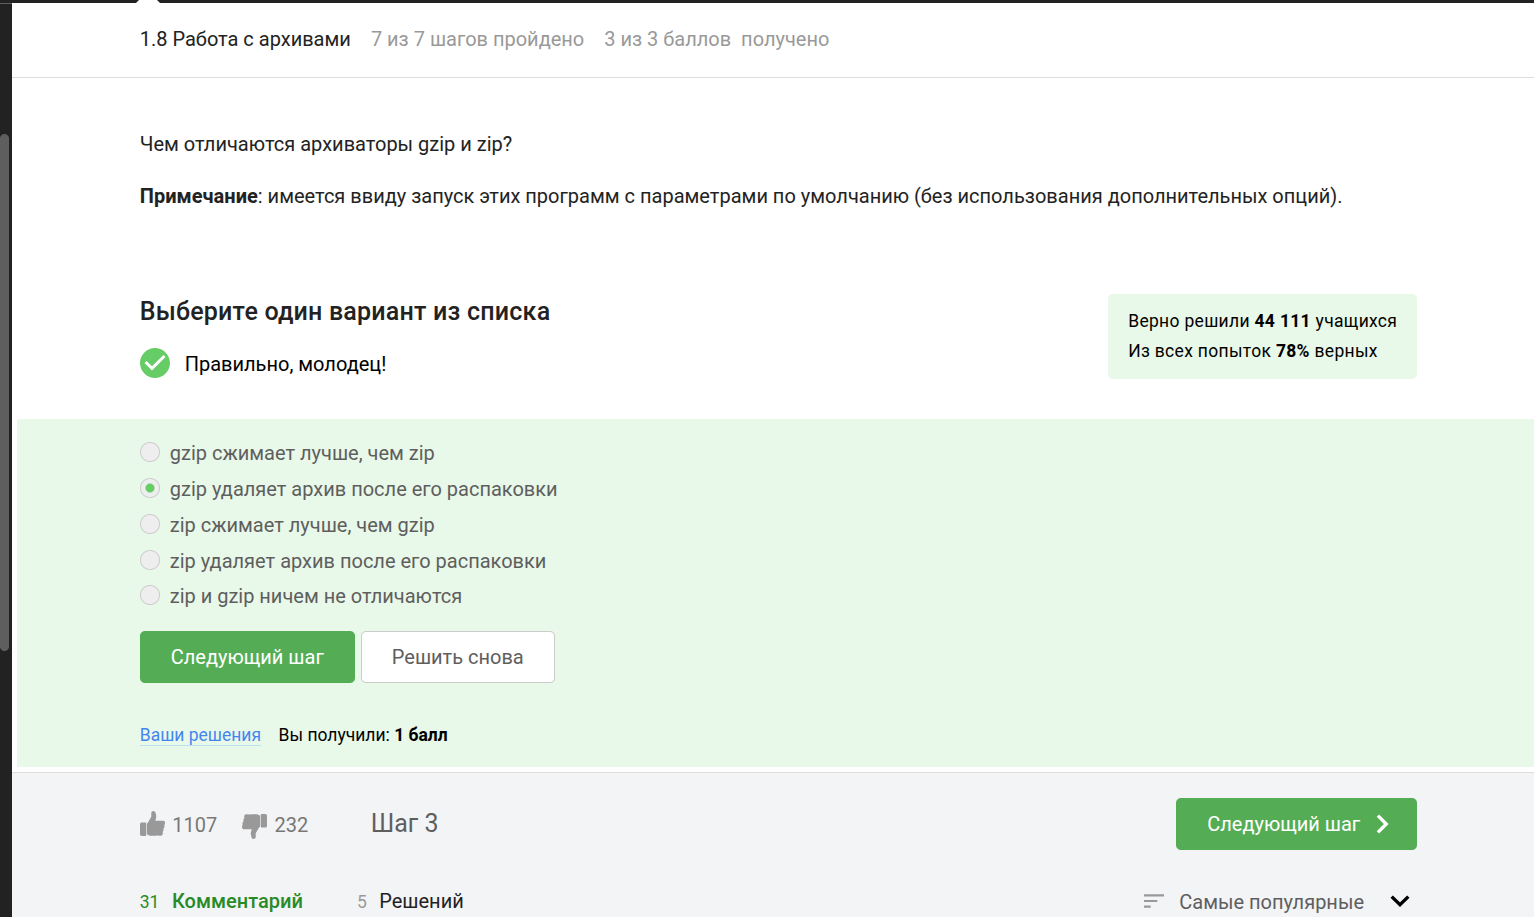 1.8 Работа с архивами 7 из 7 шагов пройдено 3 из 3 баллов получено
Чем отличаются архиваторы gzip и zip?
Примечание: имеется ввиду запуск этих программ с параметрами по умолчанию (без использования дополнительных опций).
Выберите один вариант из списка
Правильно, молодец!
Верно решили 44 111 учащихся
Из всех попыток 78% верных
gzip сжимает лучше, чем zip
gzip удаляет архив после его распаковки
zip сжимает лучше, чем gzip
zip удаляет архив после его распаковки
zip и gzip ничем не отличаются
Следующий шаг Решить снова
Ваши решения Вы получили: 1 балл
1107 232 Шаг 3 Следующий шаг
31 Комментарий 5 Решений Самые популярные